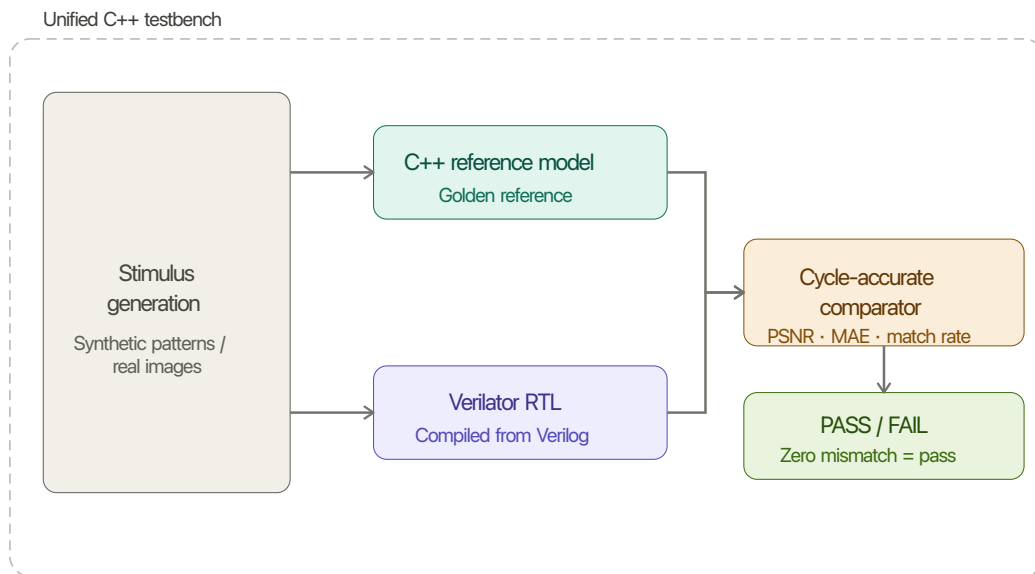 Unified C++ testbench
Stimulus
generation
Synthetic patterns /
real images
C++ reference model
Golden reference
Verilator RTL
Compiled from Verilog
Cycle-accurate
comparator
PSNR · MAE · match rate
PASS / FAIL
Zero mismatch = pass